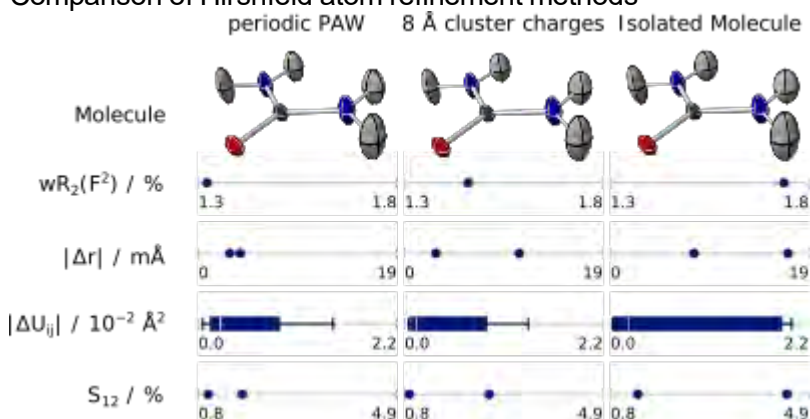 Comparison of Hirshfeld atom refinement methods
periodic PAW 8 Å cluster charges Isolated Molecule
Molecule
wR₂(F²) / %
1.3 1.8 1.3 1.8 1.3 1.8
|Δr| / mÅ
0 19 0 19 0 19
|ΔUᵢⱼ| / 10⁻² Å²
0.0 2.2 0.0 2.2 0.0 2.2
S₁₂ / %
0.8 4.9 0.8 4.9 0.8 4.9